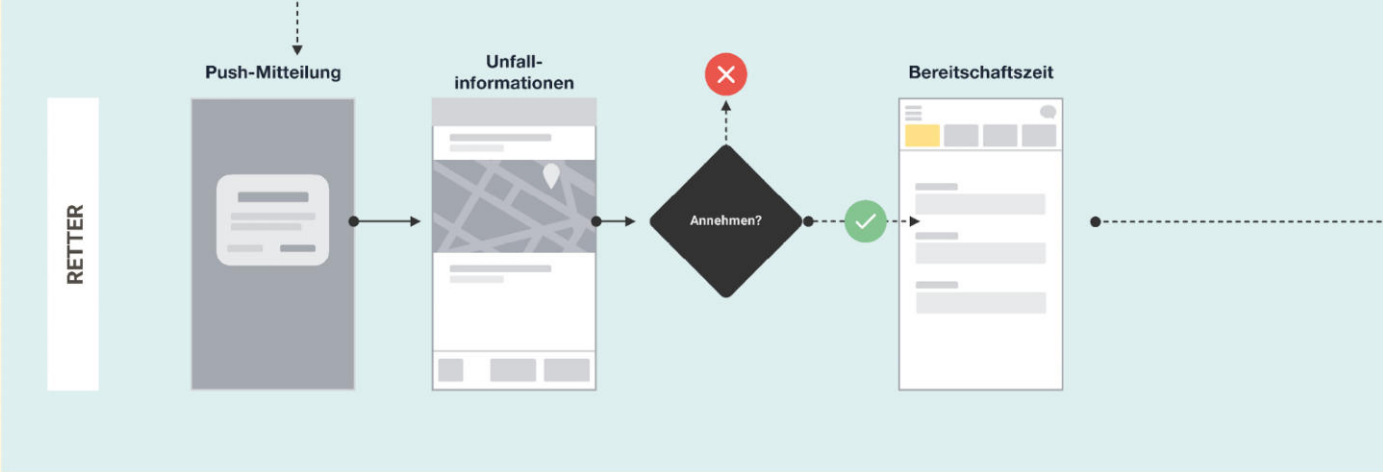 Push-Mitteilung
Unfall-
informationen
Bereitschaftszeit
RETTER
Annehmen?